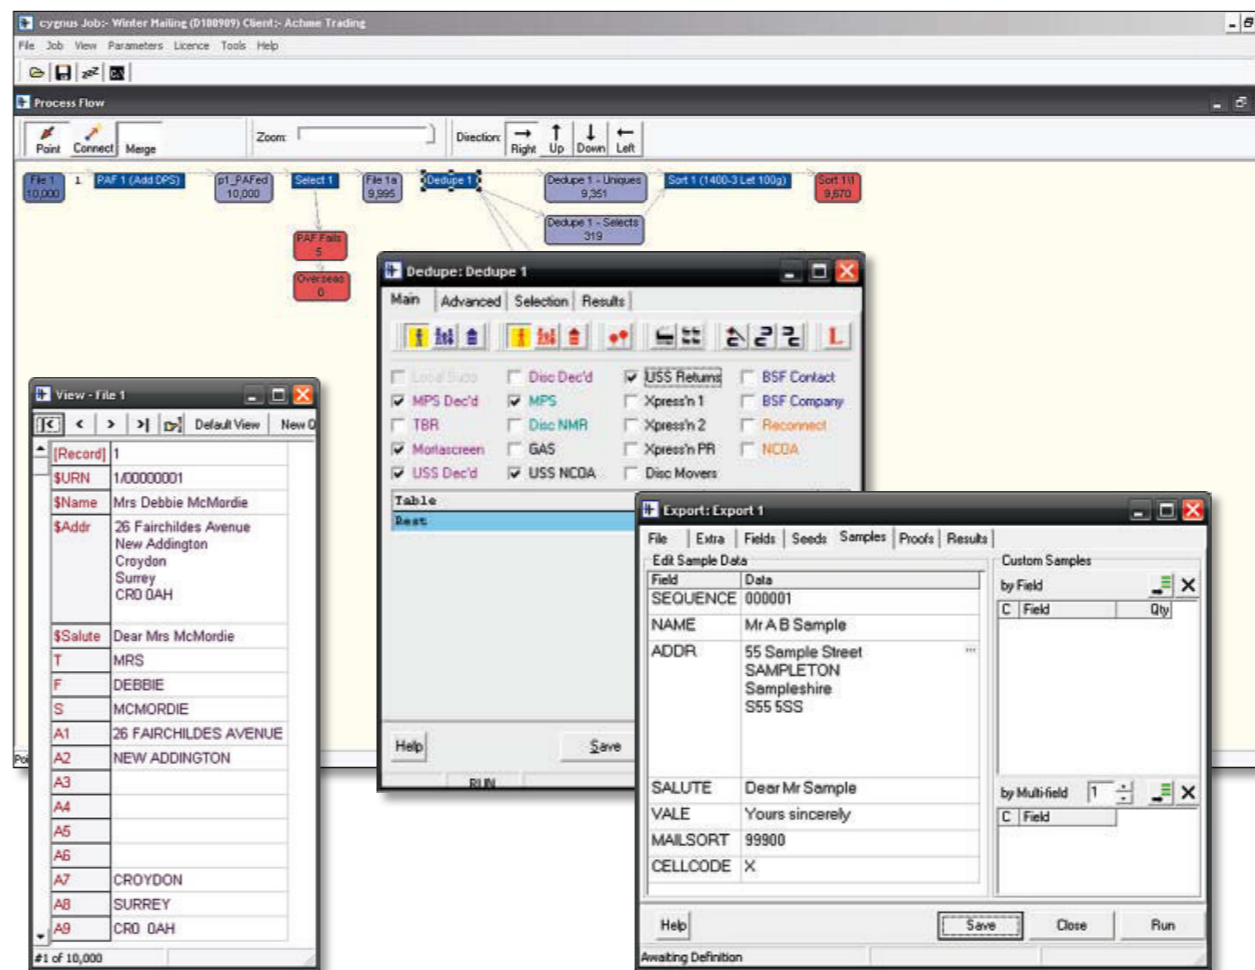 cygnus Job:- Winter Mailing (D100909) Client:- Achme Trading
File Job View Parameters Licence Tools Help
zzZ C:\
Process Flow
Point Connect Merge
Zoom:
Direction: Right Up Down Left
File 1
10,000
1.
PAF 1 (Add DPS)
p1_PAFed
10,000
Select 1
File 1a
9,995
Dedupe 1
Dedupe 1 - Uniques
9,351
Sort 1 (1400-3 Let 100g)
Sort 1\1
9,670
Dedupe 1 - Selects
319
PAF Fails
5
Overseas
0
Dedupe: Dedupe 1
Main Advanced Selection Results
L
Disc Dec'd USS Returns BSF Contact
MPS Dec'd MPS Xpress'n 1 BSF Company
TBR Disc NMR Xpress'n 2 Reconnect
Mortascreen GAS Xpress'n PR NCOA
USS Dec'd USS NCOA Disc Movers
Table
Rest
Help Save
RUN
View - File 1
Default View New
[Record] 1
$URN 1/00000001
$Name Mrs Debbie McMordie
$Addr 26 Fairchildes Avenue
New Addington
Croydon
Surrey
CR0 0AH
$Salute Dear Mrs McMordie
T MRS
F DEBBIE
S MCMORDIE
A1 26 FAIRCHILDES AVENUE
A2 NEW ADDINGTON
A3
A4
A5
A6
A7 CROYDON
A8 SURREY
A9 CR0 0AH
#1 of 10,000
Export: Export 1
File Extra Fields Seeds Samples Proofs Results
Edit Sample Data
Field Data
SEQUENCE 000001
NAME Mr A B Sample
ADDR 55 Sample Street ...
SAMPLETON
Sampleshire
S55 5SS
SALUTE Dear Mr Sample
VALE Yours sincerely
MAILSORT 99900
CELLCODE X
Custom Samples
by Field
C Field Qty
by Multi-field 1
C Field
Help Save Close Run
Awaiting Definition